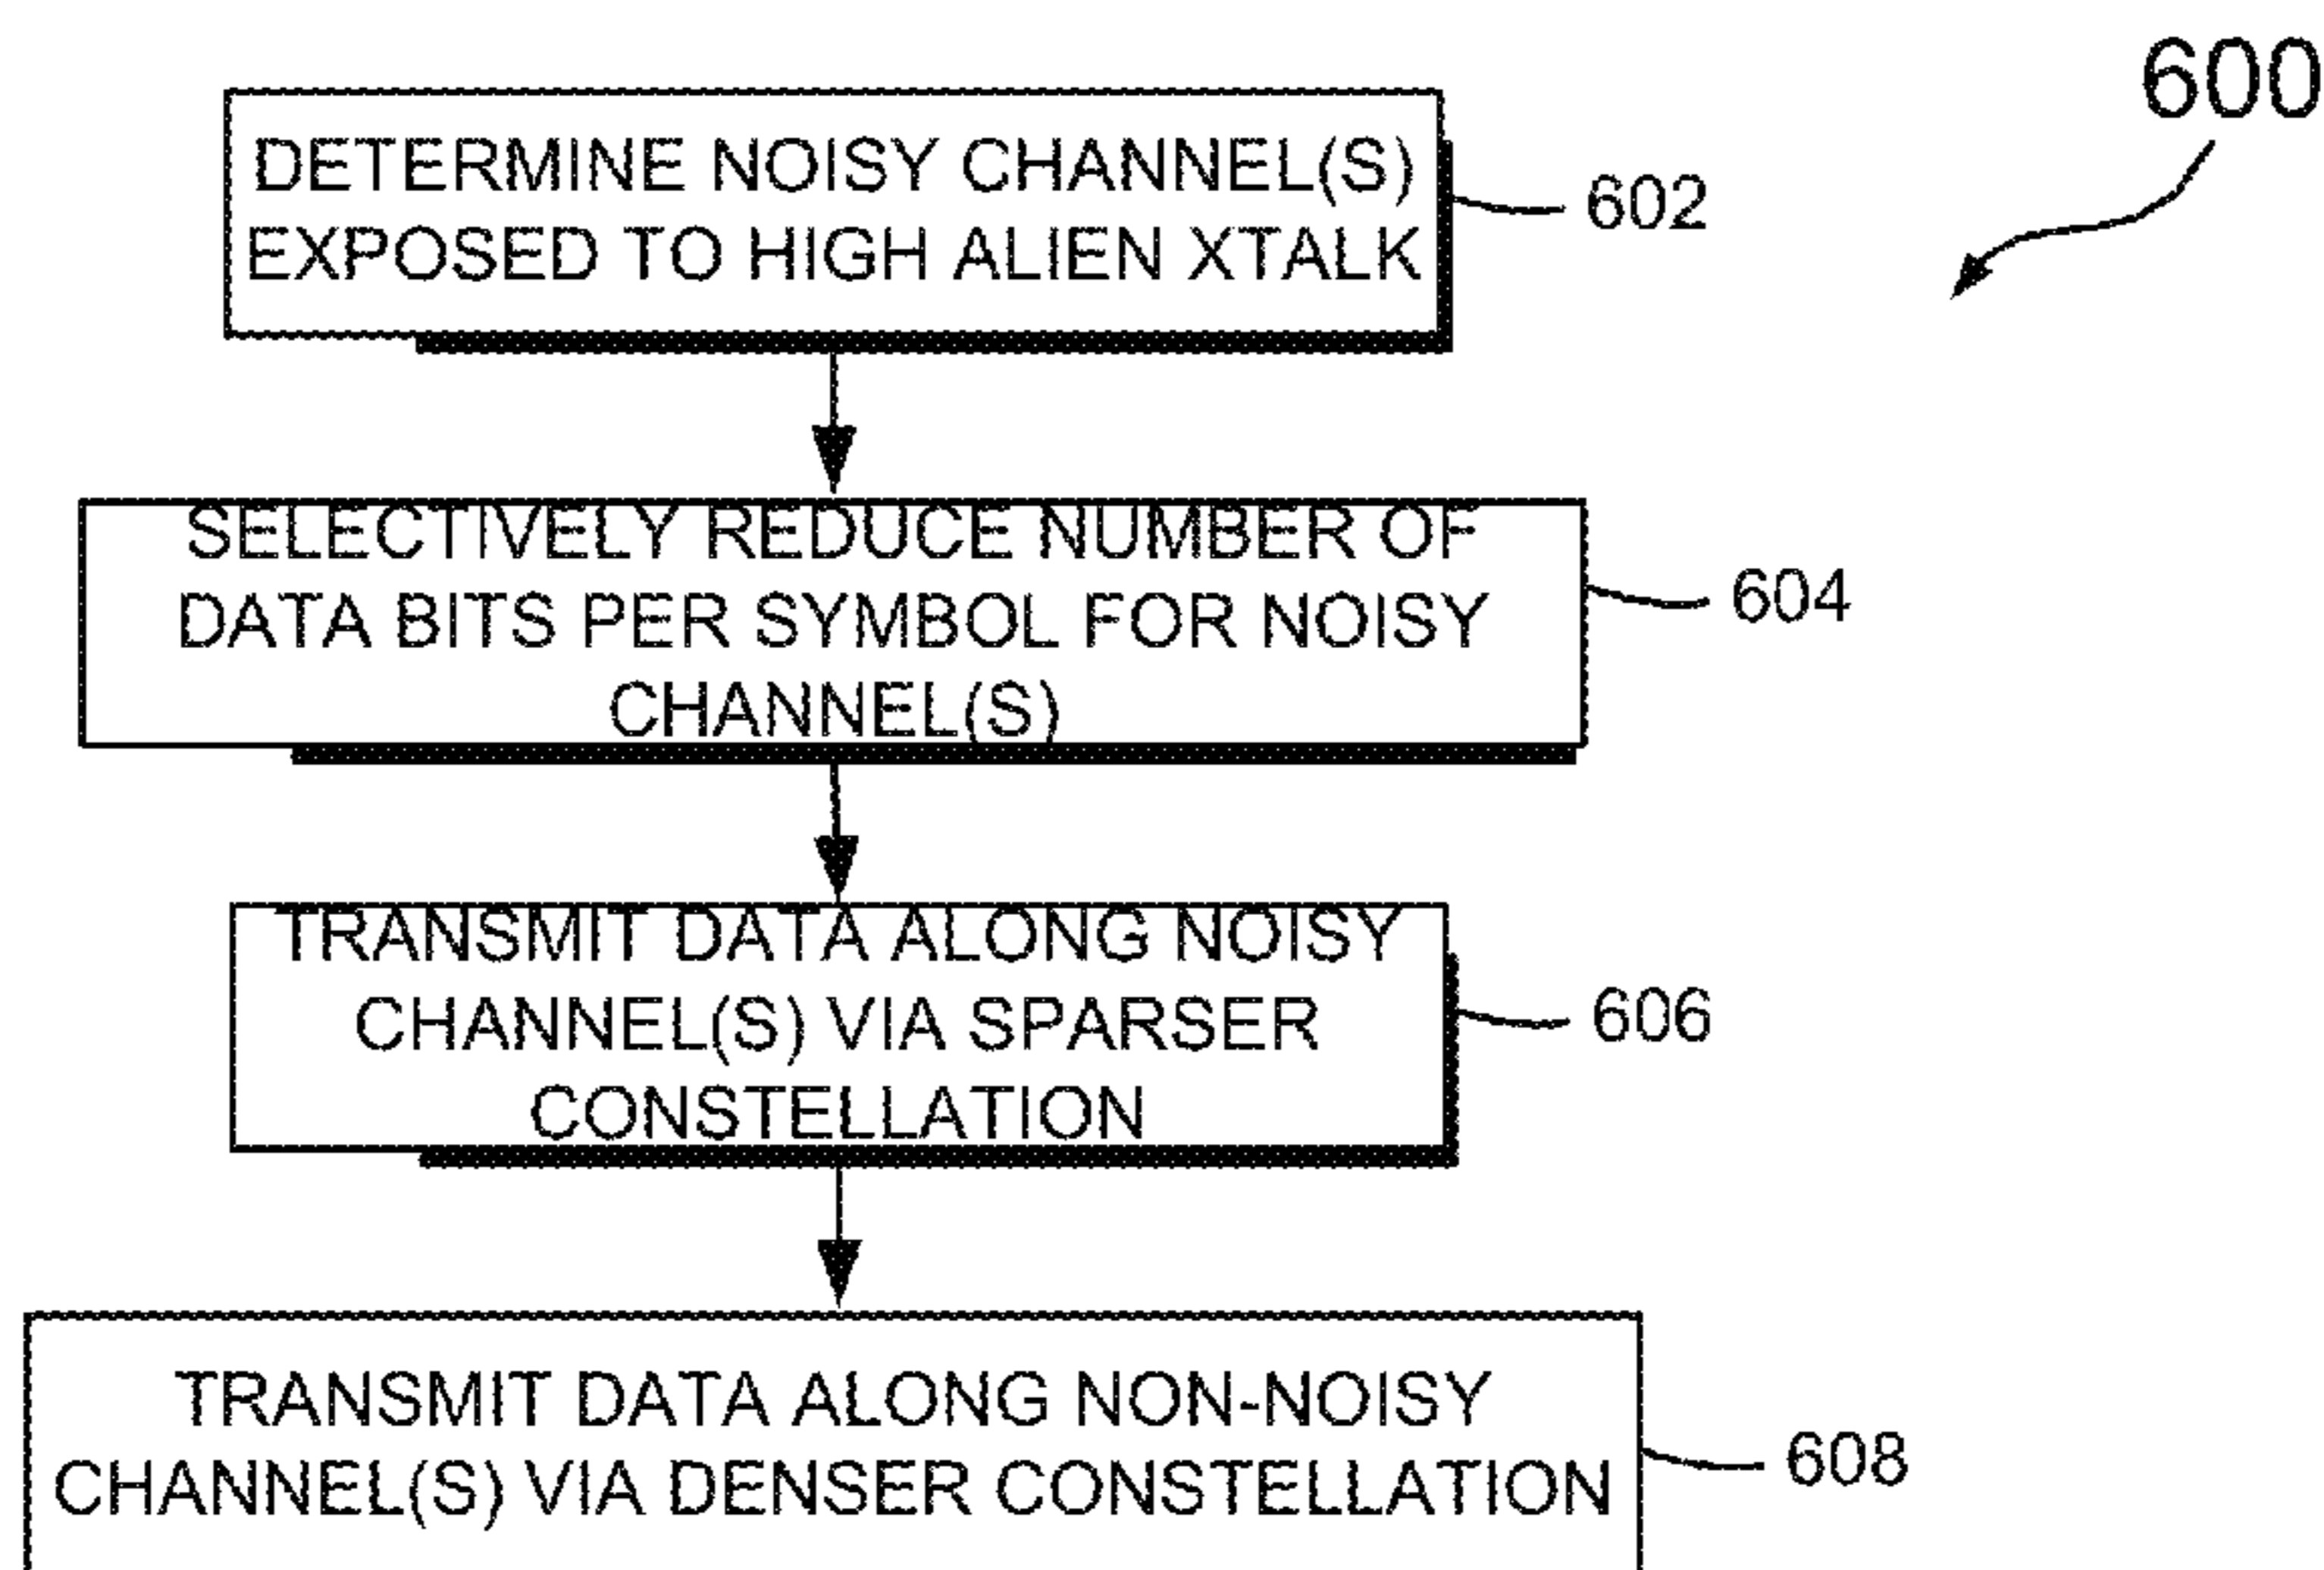 600
DETERMINE NOISY CHANNEL(S)
EXPOSED TO HIGH ALIEN XTALK
602
SELECTIVELY REDUCE NUMBER OF
DATA BITS PER SYMBOL FOR NOISY
CHANNEL(S)
604
TRANSMIT DATA ALONG NOISY
CHANNEL(S) VIA SPARSER
CONSTELLATION
606
TRANSMIT DATA ALONG NON-NOISY
CHANNEL(S) VIA DENSER CONSTELLATION
608